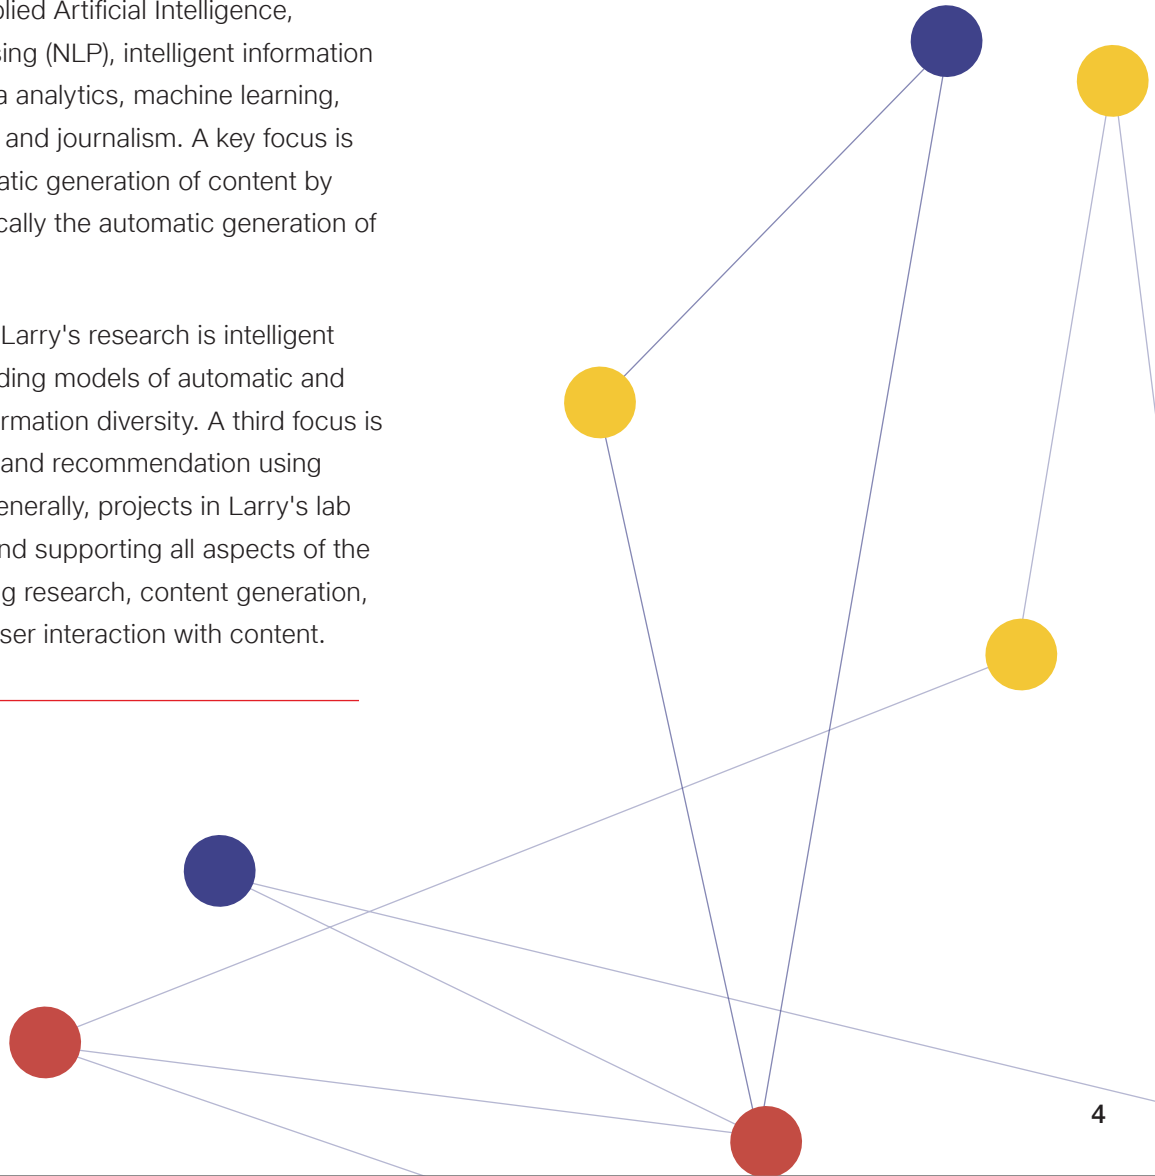 plied Artificial Intelligence,
sing (NLP), intelligent information
a analytics, machine learning,
and journalism. A key focus is
atic generation of content by
cally the automatic generation of
Larry's research is intelligent
ding models of automatic and
rmation diversity. A third focus is
and recommendation using
enerally, projects in Larry's lab
nd supporting all aspects of the
g research, content generation,
ser interaction with content.
4